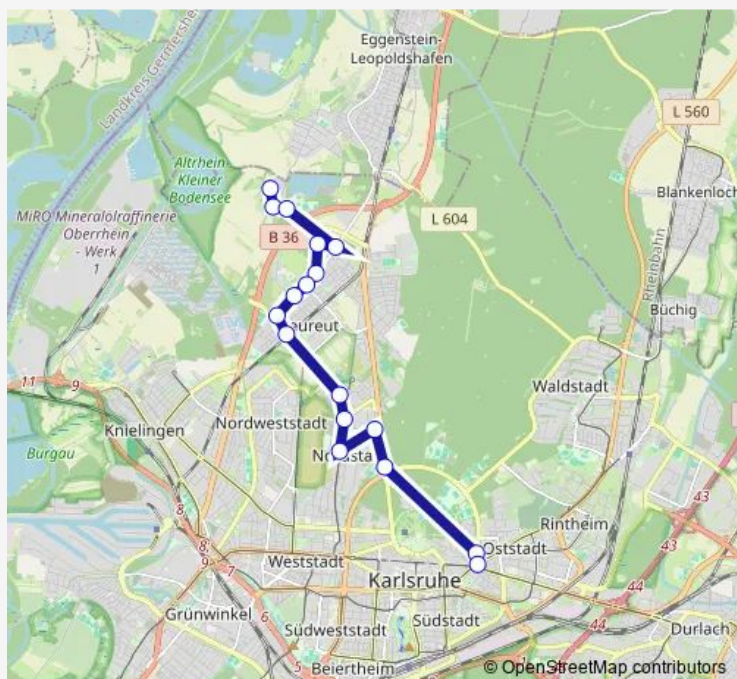 Eggenstein-
Leopoldshafen
Landkreis Germersheim
L 560
Altrhein
Kleiner
Bodensee
Blankenloch
MiRO Mineralolraffinerie
Oberrhein
- Werk
1
L 604
B 36
Rheinbahn
Büchig
eureut
11
9
Waldstadt
Knielingen
Nordweststadt
Burgau
43
8
Rintheim
8,
9
7
Weststadt
Oststadt
Karlsruhe
44
44
43
Grünwinkel
6
Südweststadt
Südstadt
Durlach
5
Beiertheim
© OpenStreetMap contributors